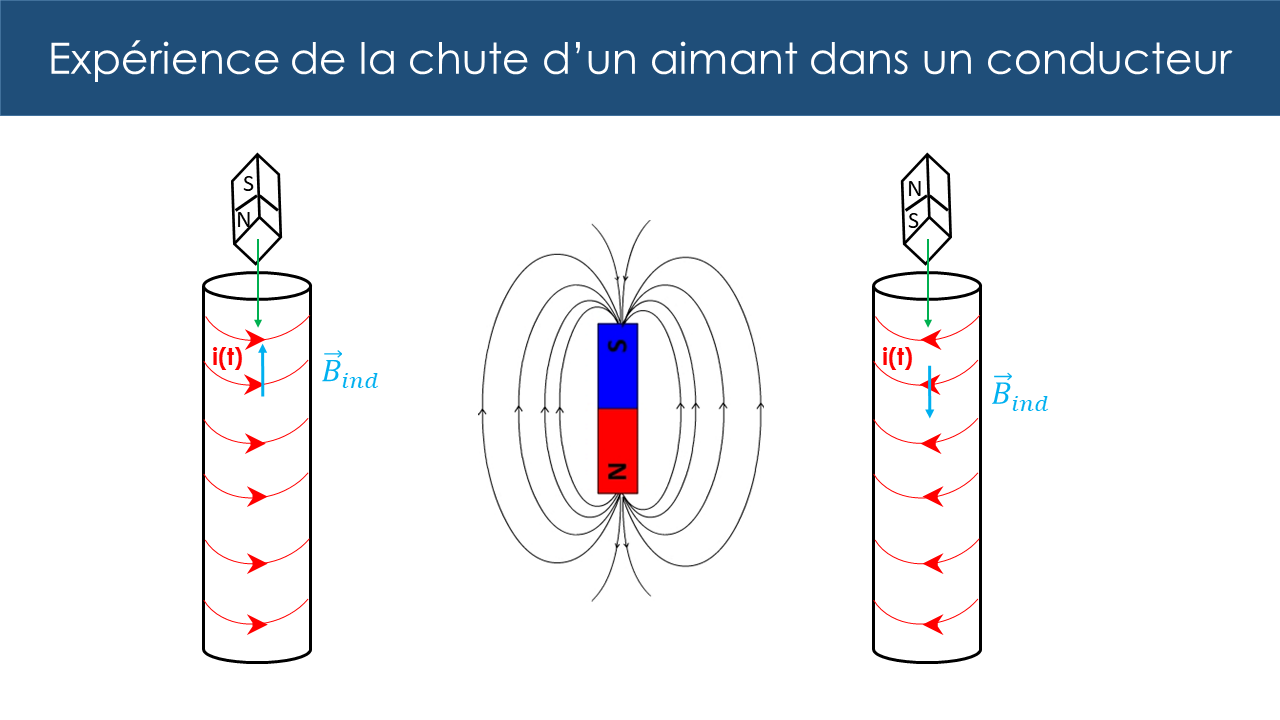 Expérience de la chute d’un aimant dans un conducteur
S
N
i(t)
$\vec{B}_{ind}$
S
N
N
S
i(t)
$\vec{B}_{ind}$